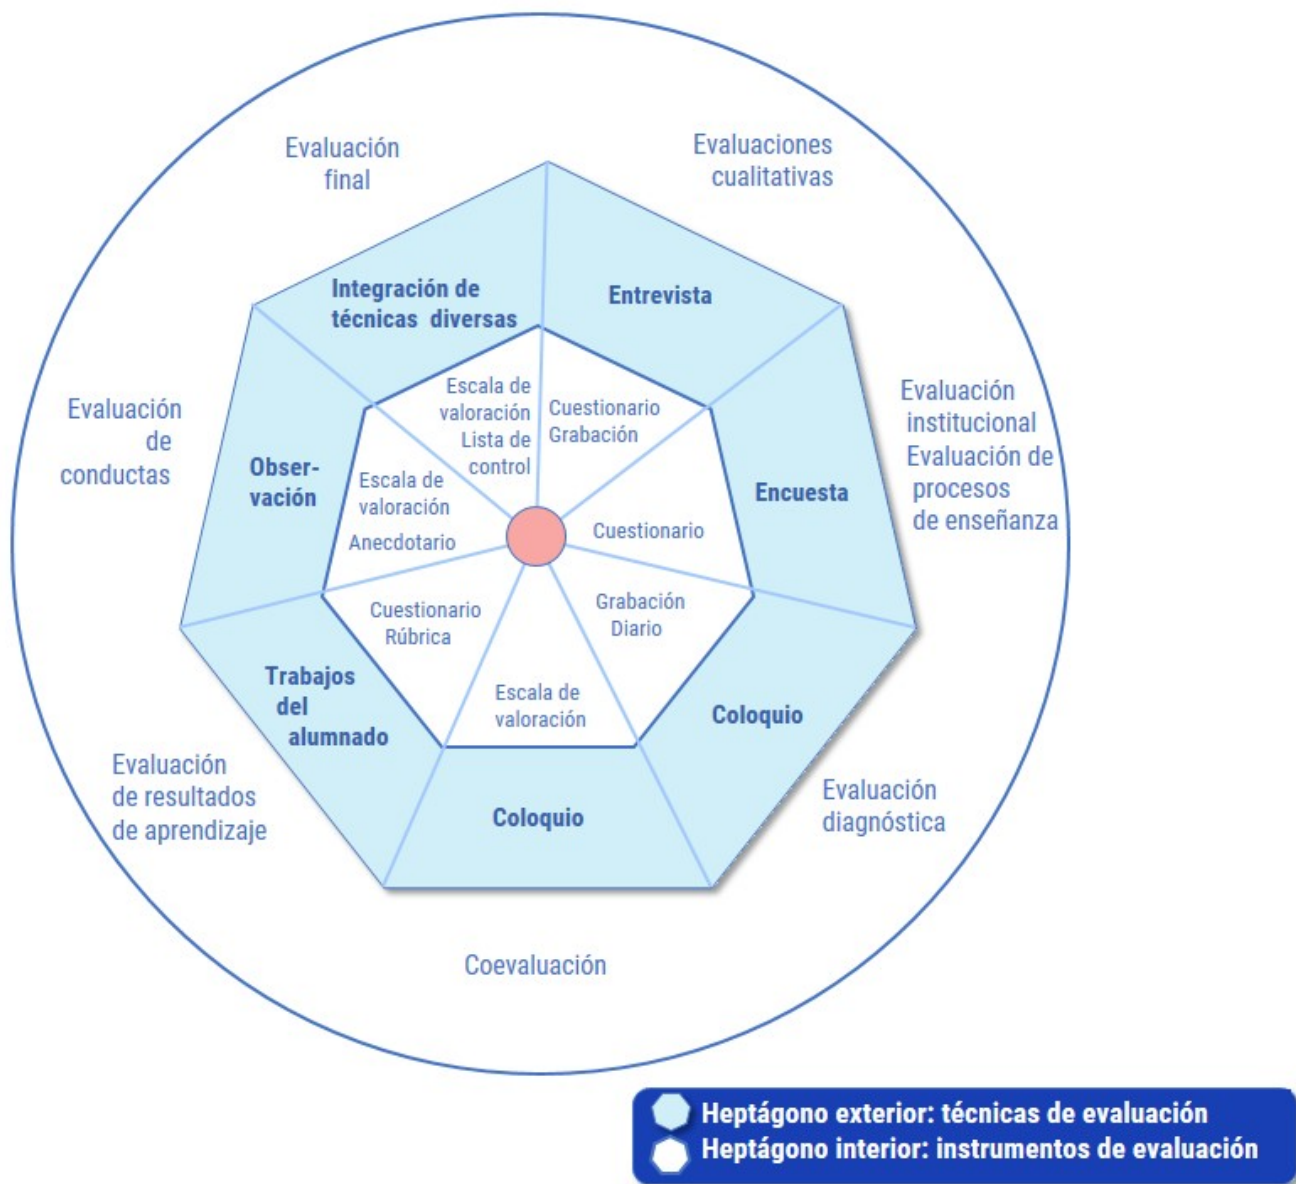 Evaluación
final
Evaluaciones
cualitativas
Integración de
técnicas diversas
Entrevista
Escala de
valoración
Lista de
control
Cuestionario
Grabación
Evaluación
de
conductas
Obser-
vación
Escala de
valoración
Anecdotario
Cuestionario
Encuesta
Evaluación
institucional
Evaluación de
procesos
de enseñanza
Cuestionario
Rúbrica
Grabación
Diario
Trabajos
del
alumnado
Escala de
valoración
Coloquio
Evaluación
de resultados
de aprendizaje
Coloquio
Evaluación
diagnóstica
Coevaluación
Heptágono exterior: técnicas de evaluación
Heptágono interior: instrumentos de evaluación